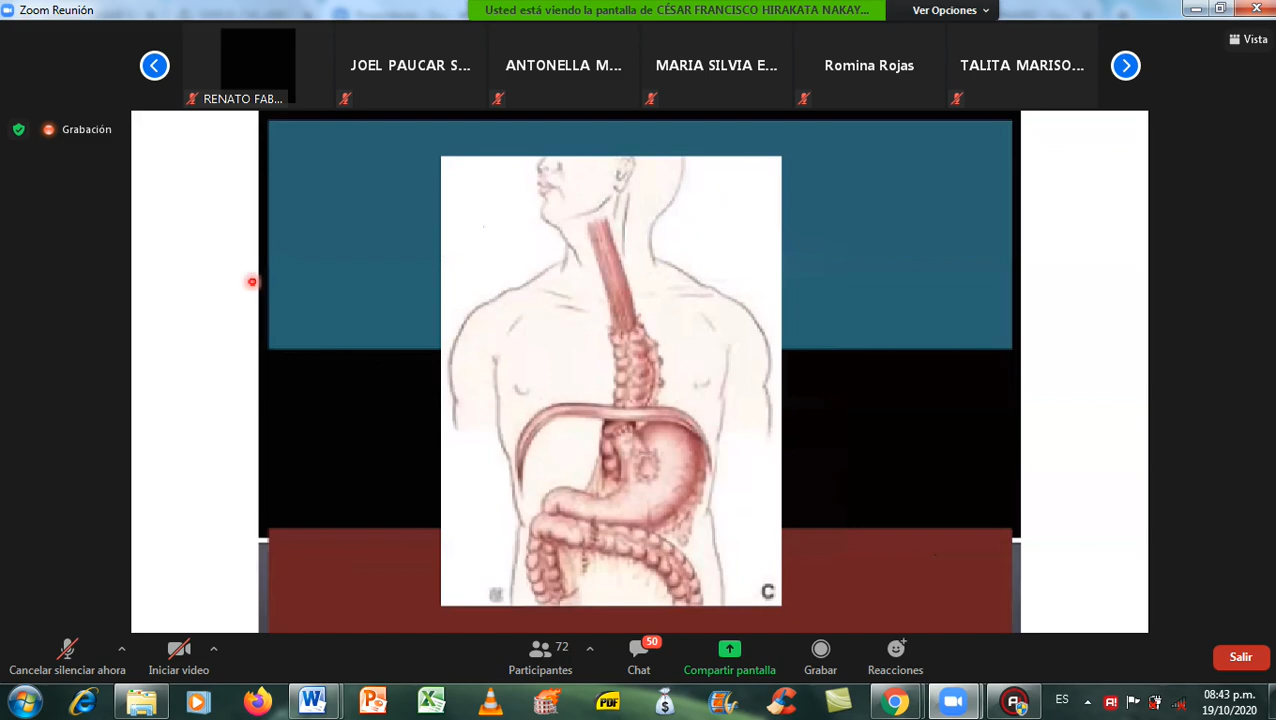 Zoom Reunión
Usted está viendo la pantalla de CÉSAR FRANCISCO HIRAKATA NAKAY...
Ver Opciones
Vista
RENATO FAB...
JOEL PAUCAR S...
ANTONELLA M...
MARIA SILVIA E...
Romina Rojas
TALITA MARISO...
Grabación
C
72
50
Cancelar silenciar ahora
Iniciar video
Participantes
Chat
Compartir pantalla
Grabar
Reacciones
Salir
PDF
ES
08:43 p.m.
19/10/2020